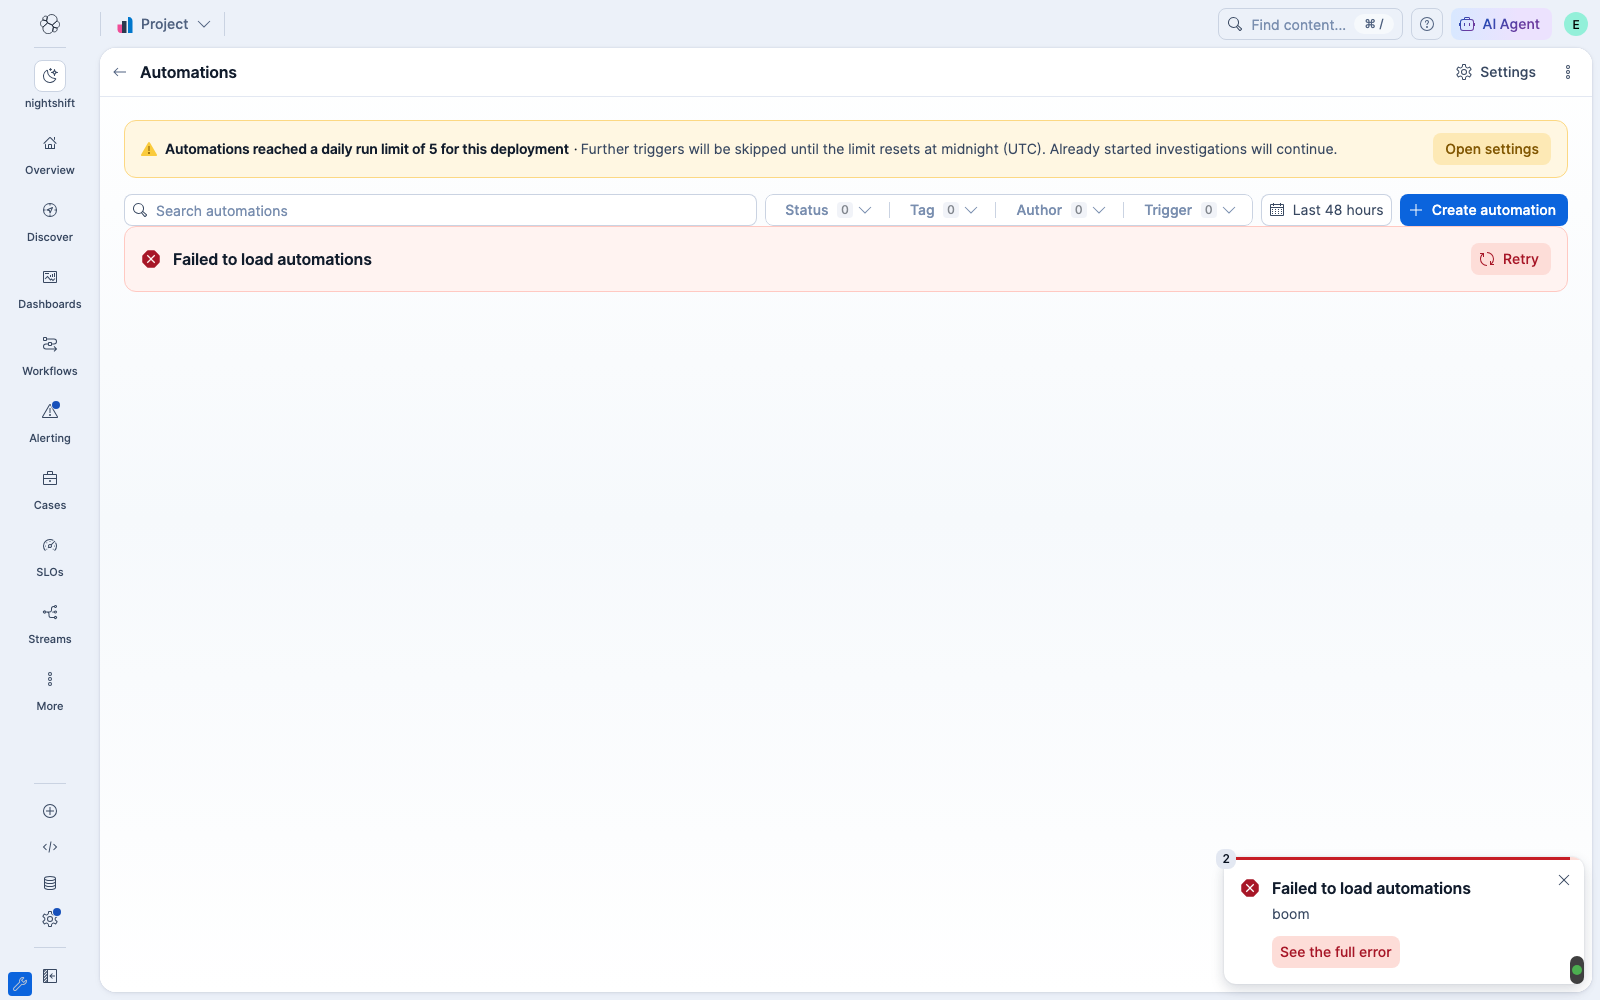 Project
Find content...
⌘ /
AI Agent
E
nightshift
Overview
Discover
Dashboards
Workflows
Alerting
Cases
SLOs
Streams
More
Automations
Settings
Automations reached a daily run limit of 5 for this deployment · Further triggers will be skipped until the limit resets at midnight (UTC). Already started investigations will continue.
Open settings
Search automations
Status 0
Tag 0
Author 0
Trigger 0
Last 48 hours
Create automation
Failed to load automations
Retry
2
Failed to load automations
boom
See the full error